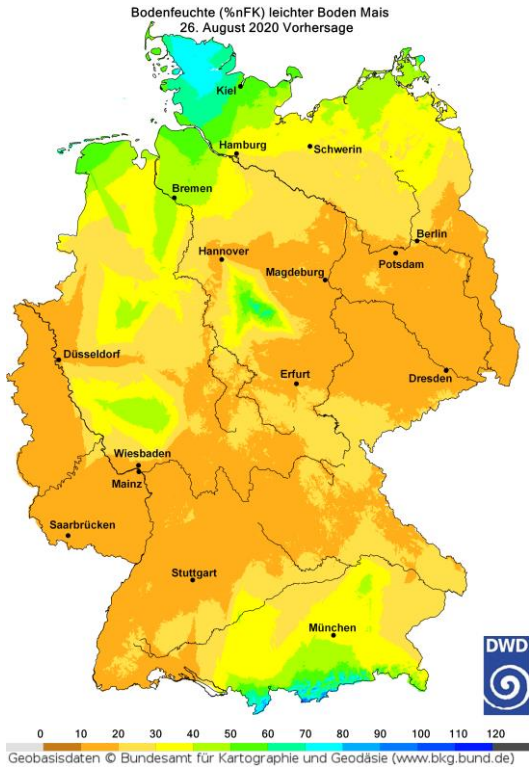 Bodenfeuchte (%nFK) leichter Boden Mais
26. August 2020 Vorhersage
Kiel
Hamburg
Schwerin
Bremen
Berlin
Hannover
Potsdam
Magdeburg
Düsseldorf
Erfurt
Dresden
Wiesbaden
Mainz
Saarbrücken
Stuttgart
München
DWD
0 10 20 30 40 50 60 70 80 90 100 110 120
Geobasisdaten © Bundesamt für Kartographie und Geodäsie (www.bkg.bund.de)